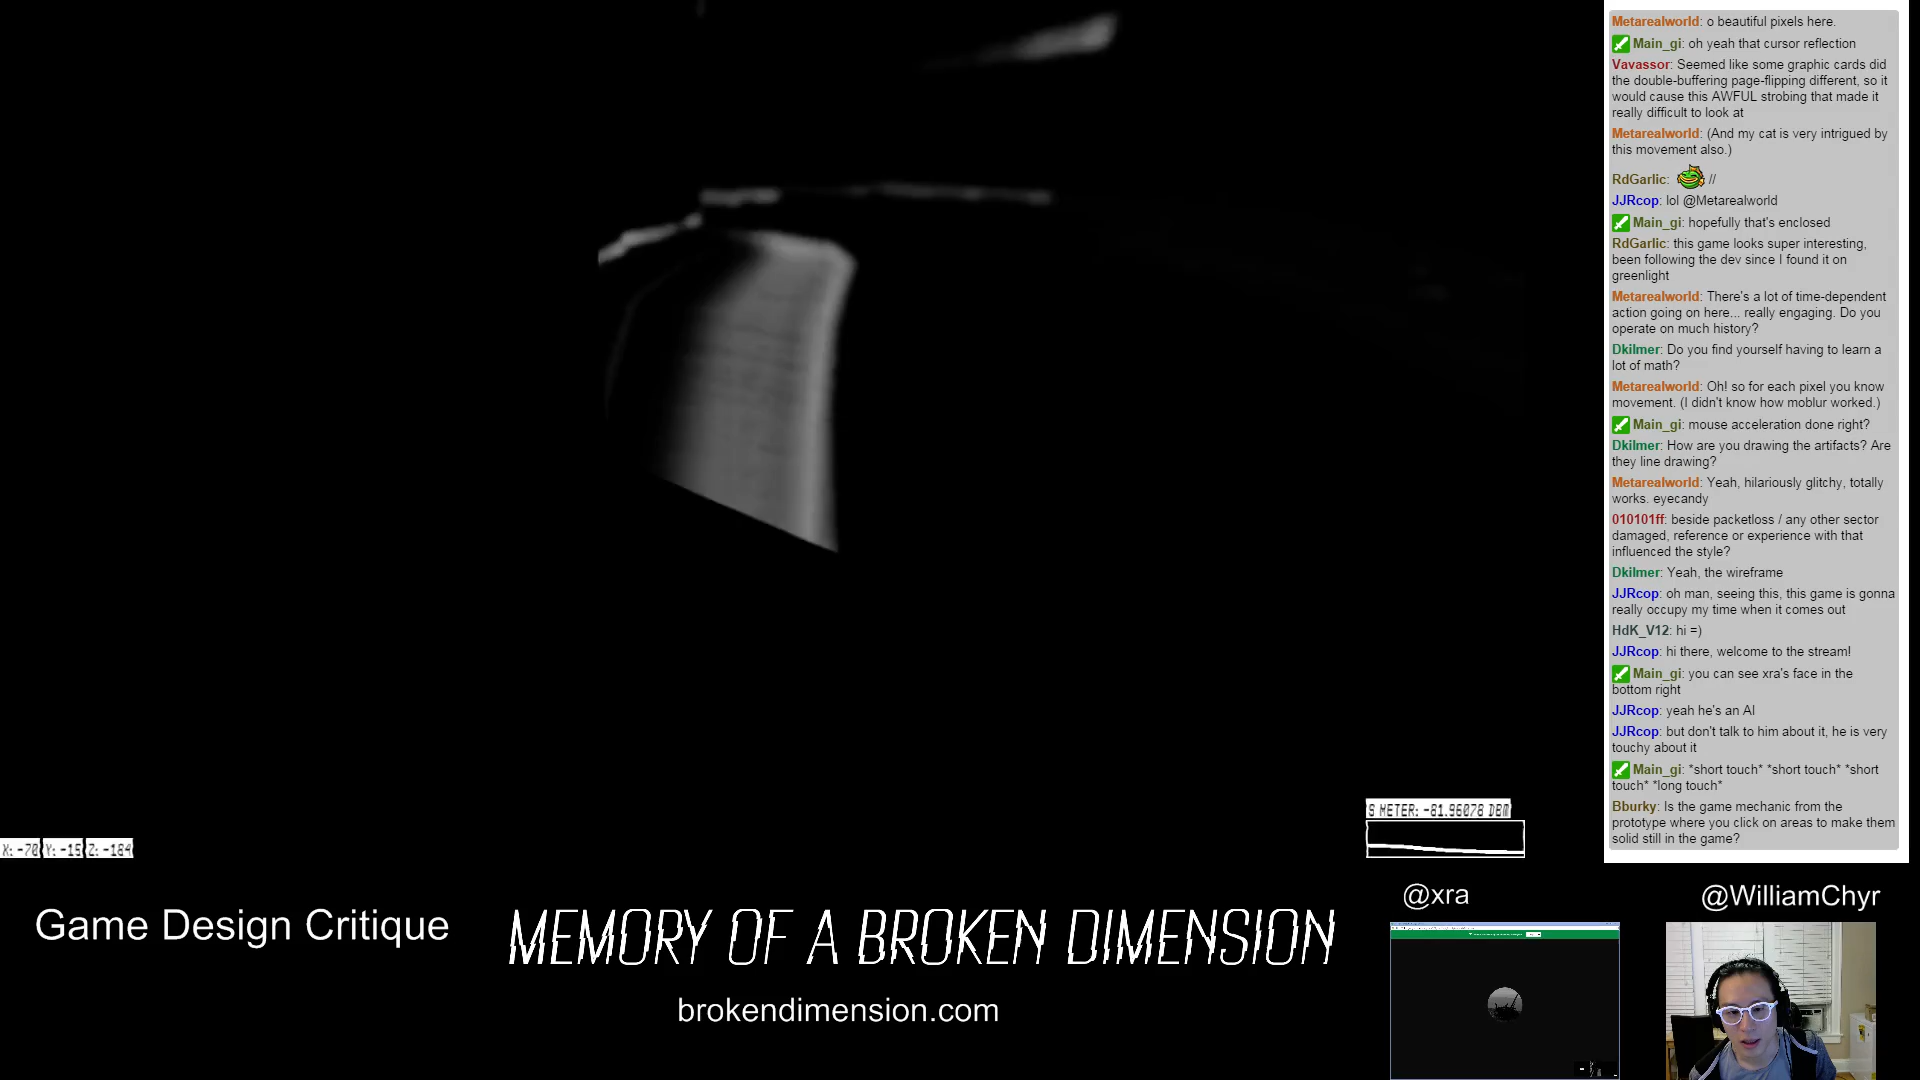 Metarealworld: o beautiful pixels here.
Main_gi: oh yeah that cursor reflection
Vavassor: Seemed like some graphic cards did
the double-buffering page-flipping different, so it
would cause this AWFUL strobing that made it
really difficult to look at
Metarealworld: (And my cat is very intrigued by
this movement also.)
RdGarlic: //
JJRcop: lol @Metarealworld
Main_gi: hopefully that's enclosed
RdGarlic: this game looks super interesting,
been following the dev since I found it on
greenlight
Metarealworld: There's a lot of time-dependent
action going on here... really engaging. Do you
operate on much history?
Dkilmer: Do you find yourself having to learn a
lot of math?
Metarealworld: Oh! so for each pixel you know
movement. (I didn't know how moblur worked.)
Main_gi: mouse acceleration done right?
Dkilmer: How are you drawing the artifacts? Are
they line drawing?
Metarealworld: Yeah, hilariously glitchy, totally
works. eyecandy
010101ff: beside packetloss / any other sector
damaged, reference or experience with that
influenced the style?
Dkilmer: Yeah, the wireframe
JJRcop: oh man, seeing this, this game is gonna
really occupy my time when it comes out
HdK_V12: hi =)
JJRcop: hi there, welcome to the stream!
Main_gi: you can see xra's face in the
bottom right
JJRcop: yeah he's an AI
JJRcop: but don't talk to him about it, he is very
touchy about it
Main_gi: *short touch* *short touch* *short
touch* *long touch*
Bburky: Is the game mechanic from the
prototype where you click on areas to make them
solid still in the game?
S METER: -81.96078 DBM
X: -70 Y: -15 Z: -184
@xra
@WilliamChyr
Game Design Critique
MEMORY OF A BROKEN DIMENSION
brokendimension.com